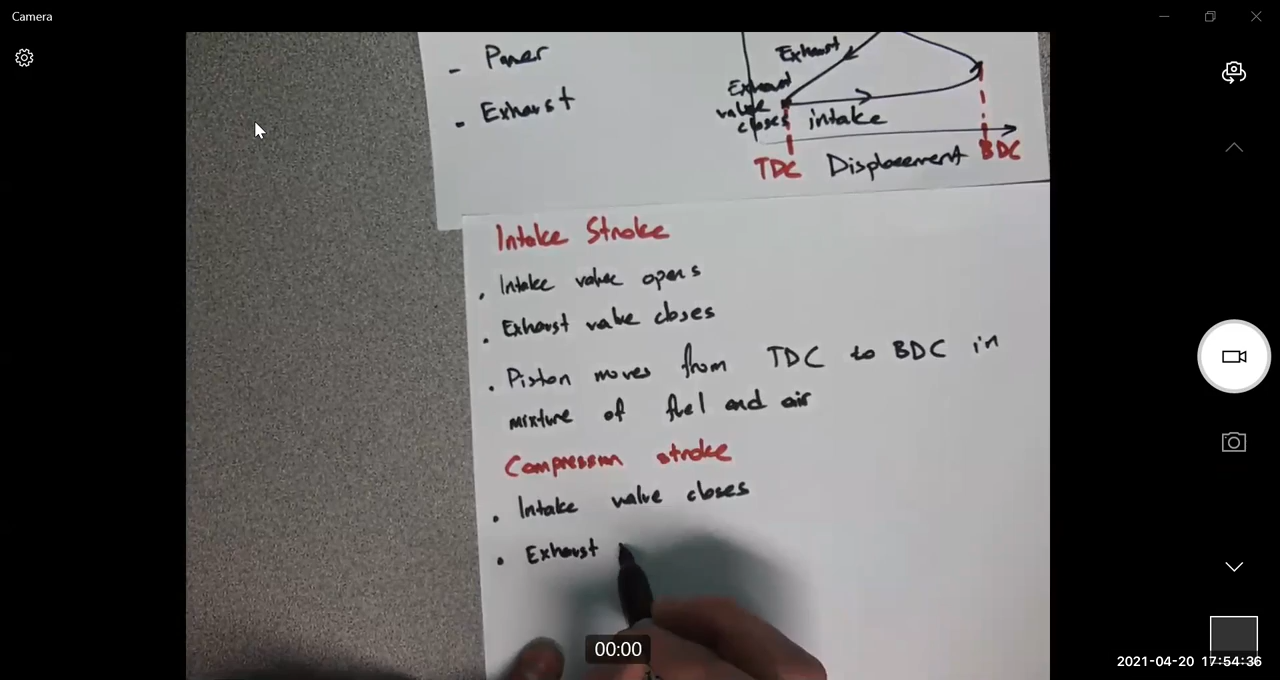 Camera
- Power
- Exhaust
Exhaust
Exhaust
valve
closes
intake
TDC Displacement BDC
Intake Stroke
. Intake valve opens
. Exhaust valve closes
. Piston moves from TDC to BDC in
mixture of fuel and air
Compression stroke
. Intake valve closes
. Exhaust
00:00
2021-04-20 17:54:36